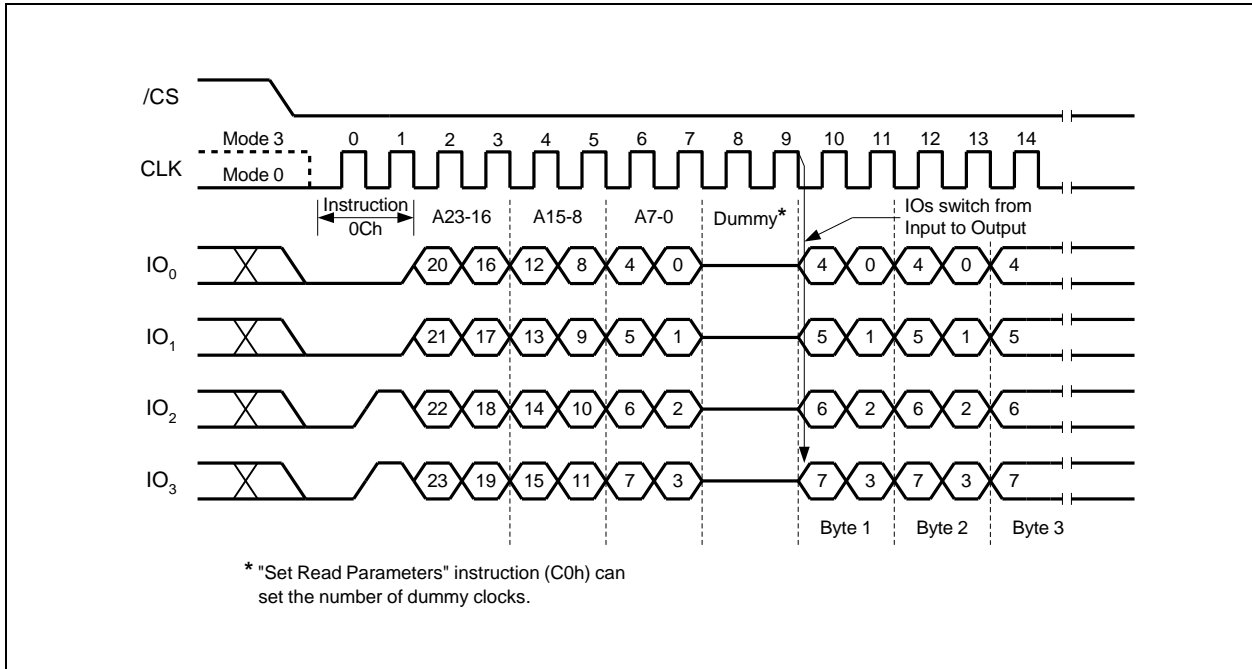 /CS
Mode 3 0 1 2 3 4 5 6 7 8 9 10 11 12 13 14
CLK
Mode 0
Instruction
0Ch
A23-16 A15-8 A7-0 Dummy*
IOs switch from
Input to Output
IO0 20 16 12 8 4 0 4 0 4 0 4
IO1 21 17 13 9 5 1 5 1 5 1 5
IO2 22 18 14 10 6 2 6 2 6 2 6
IO3 23 19 15 11 7 3 7 3 7 3 7
Byte 1 Byte 2 Byte 3
* "Set Read Parameters" instruction (C0h) can
set the number of dummy clocks.